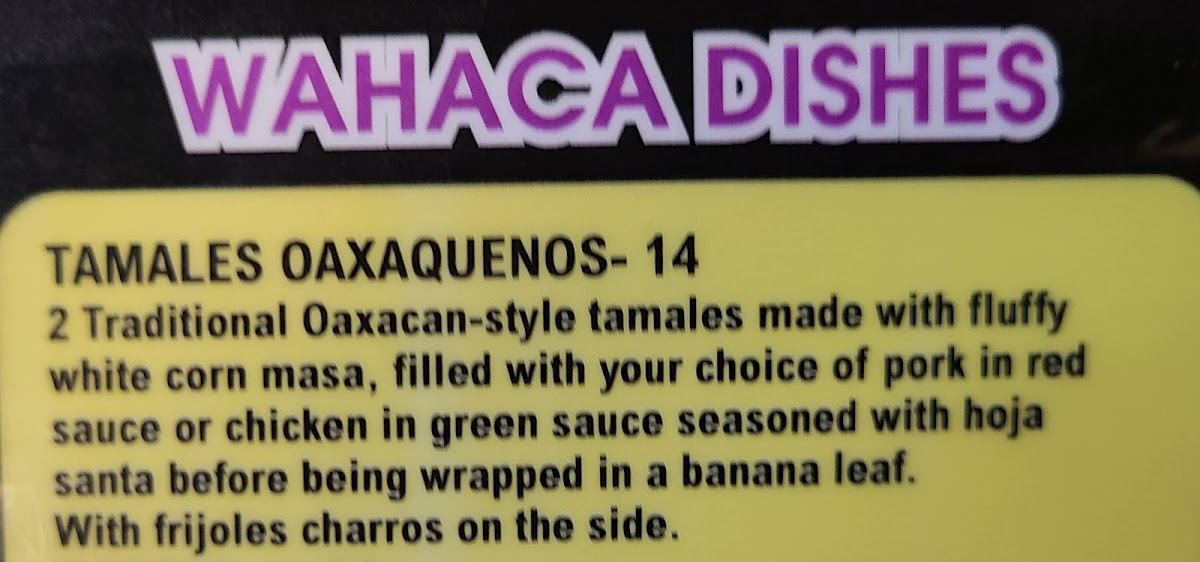 WAHACA DISHES
TAMALES OAXAQUENOS- 14
2 Traditional Oaxacan-style tamales made with fluffy
white corn masa, filled with your choice of pork in red
sauce or chicken in green sauce seasoned with hoja
santa before being wrapped in a banana leaf.
With frijoles charros on the side.